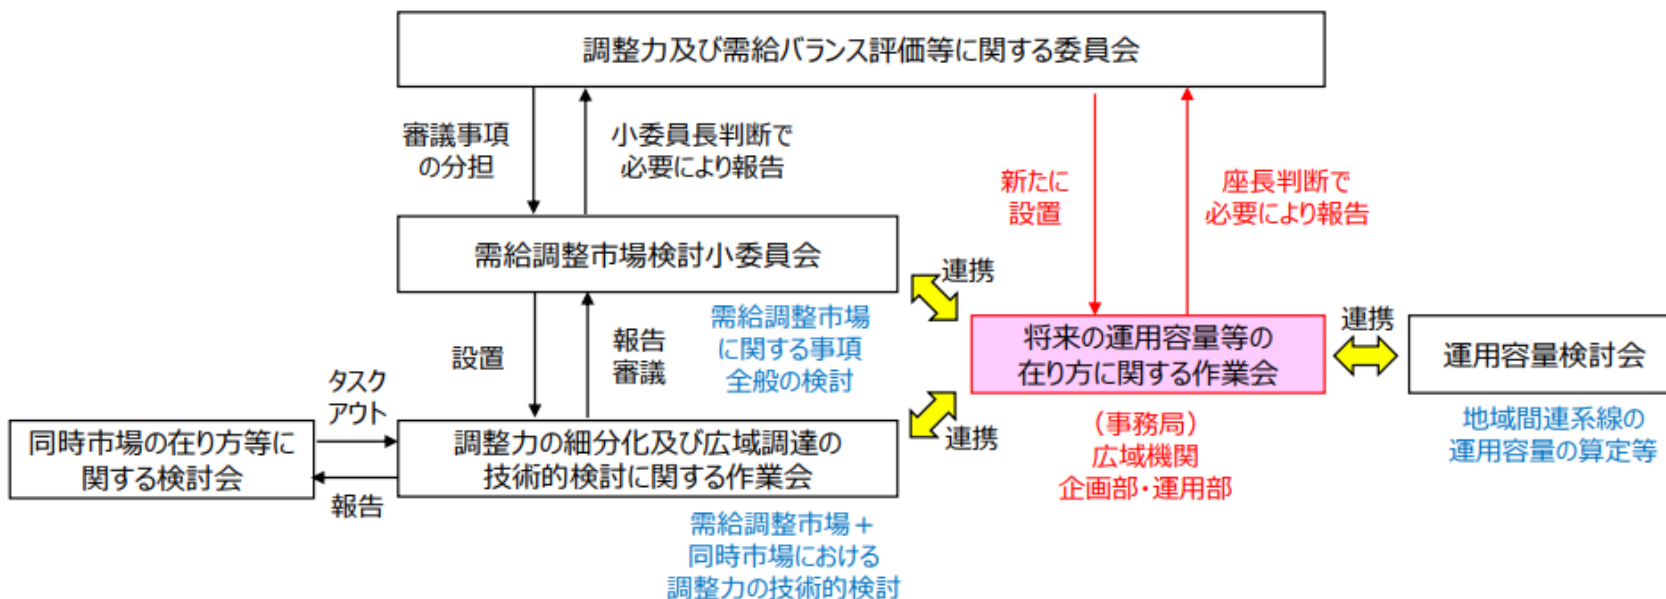 調整力及び需給バランス評価等に関する委員会
審議事項
の分担
小委員長判断で
必要により報告
新たに
設置
座長判断で
必要により報告
需給調整市場検討小委員会
連携
需給調整市場
に関する事項
全般の検討
設置
報告
審議
将来の運用容量等の
在り方に関する作業会
連携
運用容量検討会
地域間連系線の
運用容量の算定等
タスク
アウト
同時市場の在り方等に
関する検討会
報告
調整力の細分化及び広域調達の
技術的検討に関する作業会
連携
(事務局)
広域機関
企画部・運用部
需給調整市場+
同時市場における
調整力の技術的検討